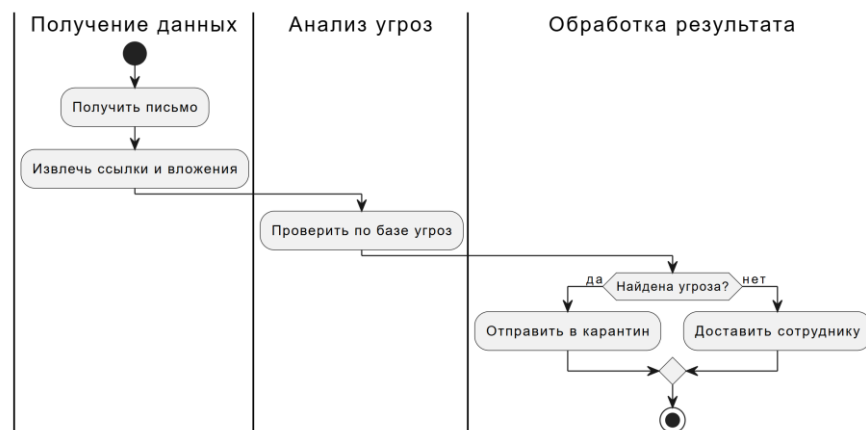 Получение данных
Анализ угроз
Обработка результата
Получить письмо
Извлечь ссылки и вложения
Проверить по базе угроз
да
Найдена угроза?
нет
Отправить в карантин
Доставить сотруднику